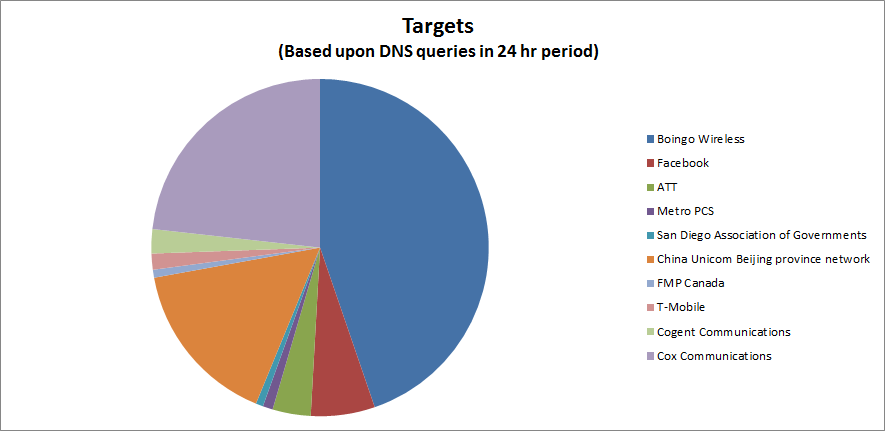 Targets
(Based upon DNS queries in 24 hr period)
Boingo Wireless
Facebook
ATT
Metro PCS
San Diego Association of Governments
China Unicom Beijing province network
FMP Canada
T-Mobile
Cogent Communications
Cox Communications